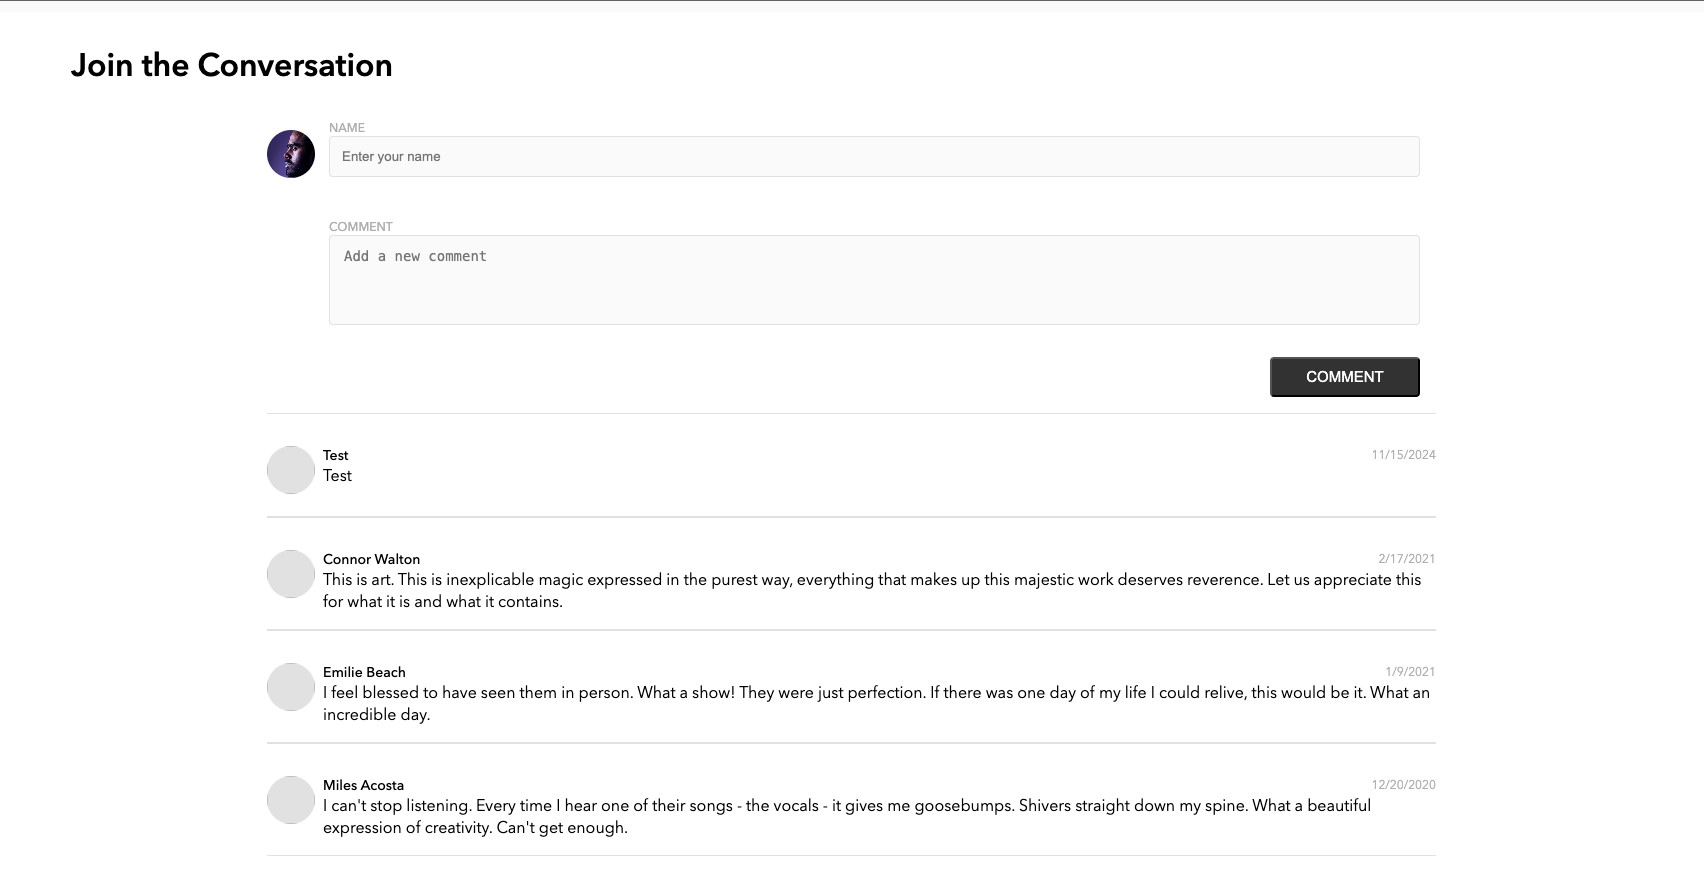 Join the Conversation
NAME
Enter your name
COMMENT
Add a new comment
COMMENT
Test
11/15/2024
Test
Connor Walton
2/17/2021
This is art. This is inexplicable magic expressed in the purest way, everything that makes up this majestic work deserves reverence. Let us appreciate this
for what it is and what it contains.
Emilie Beach
1/9/2021
I feel blessed to have seen them in person. What a show! They were just perfection. If there was one day of my life I could relive, this would be it. What an
incredible day.
Miles Acosta
12/20/2020
I can't stop listening. Every time I hear one of their songs - the vocals - it gives me goosebumps. Shivers straight down my spine. What a beautiful
expression of creativity. Can't get enough.